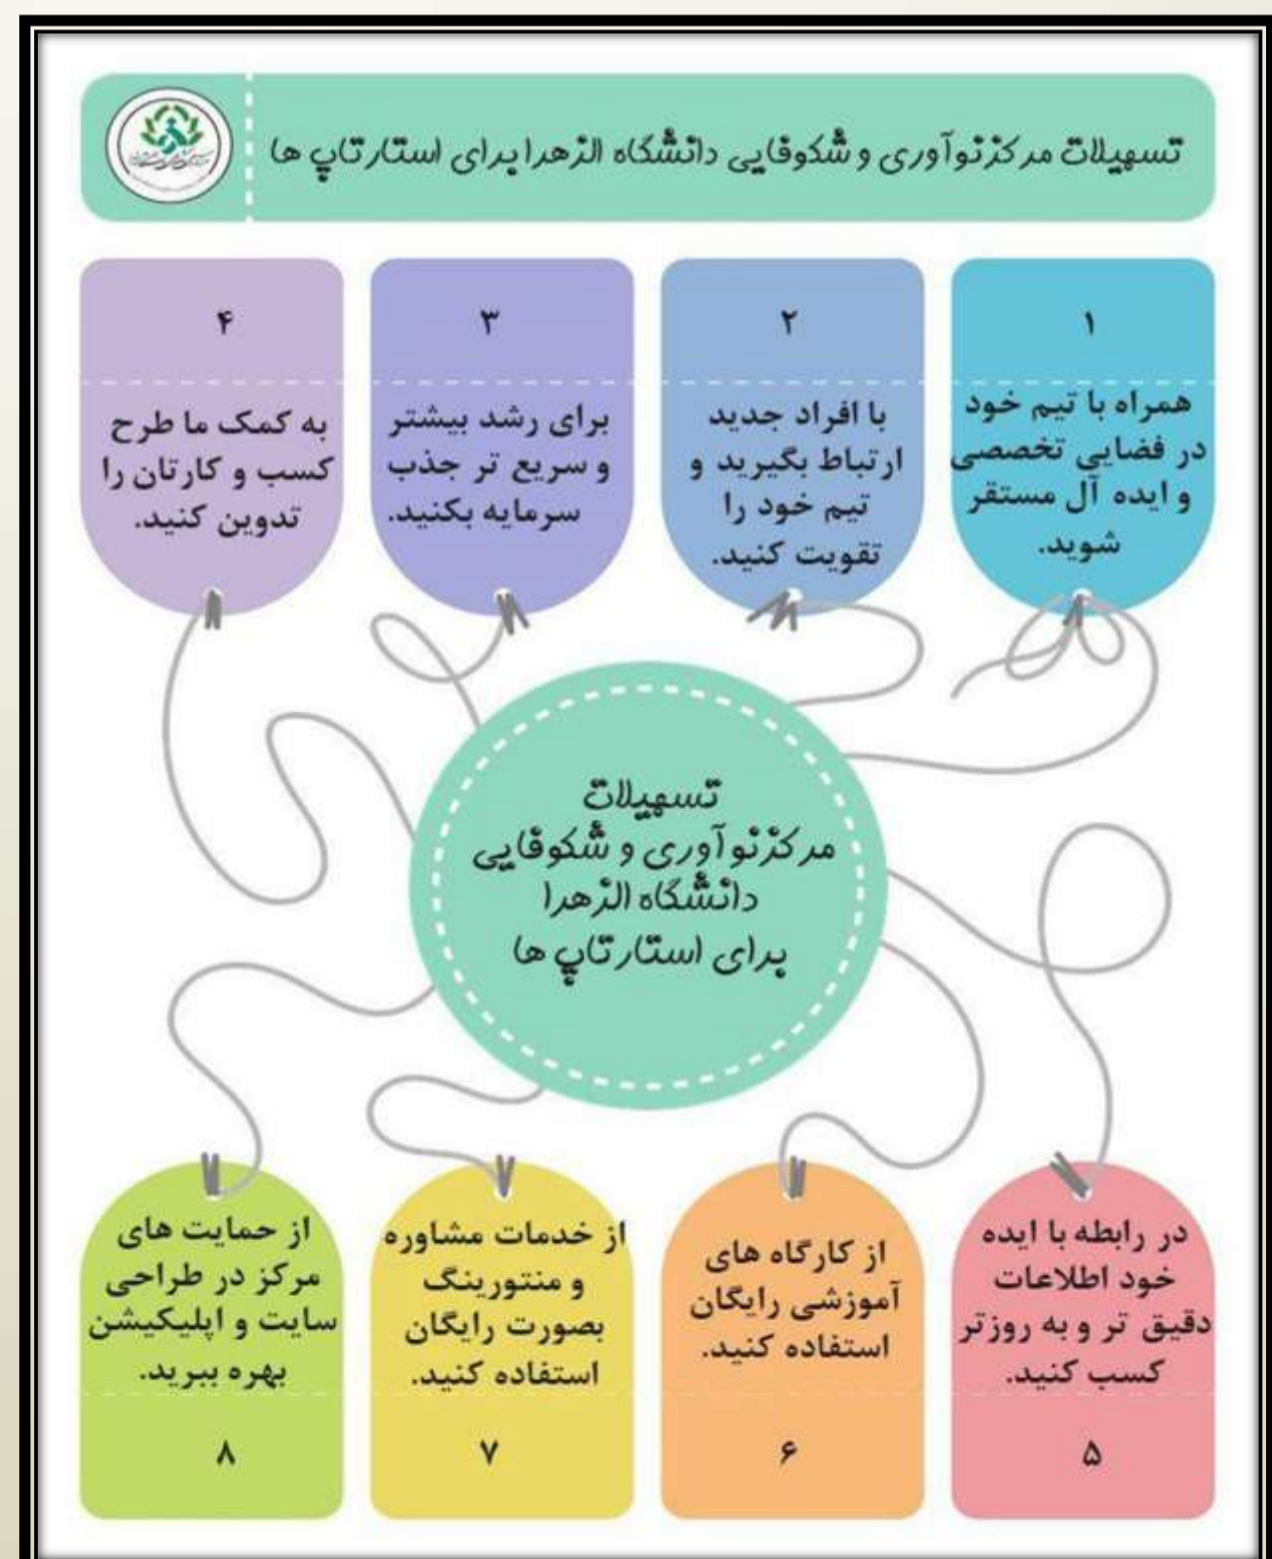 تسهیلات مرکز نوآوری و شکوفایی دانشگاه الزهرا برای استارتاپ ها
۱
همراه با تیم خود
در فضایی تخصصی
و ایده آل مستقر
شوید.
۲
با افراد جدید
ارتباط بگیرید و
تیم خود را
تقویت کنید.
۳
برای رشد بیشتر
و سریع تر جذب
سرمایه بکنید.
۴
به کمک ما طرح
کسب و کارتان را
تدوین کنید.
تسهیلات
مرکز نوآوری و شکوفایی
دانشگاه الزهرا
برای استارتاپ ها
در رابطه با ایده
خود اطلاعات
دقیق تر و به روزتر
کسب کنید.
۵
از کارگاه های
آموزشی رایگان
استفاده کنید.
۶
از خدمات مشاوره
و منتورینگ
بصورت رایگان
استفاده کنید.
۷
از حمایت های
مرکز در طراحی
سایت و اپلیکیشن
بهره ببرید.
۸